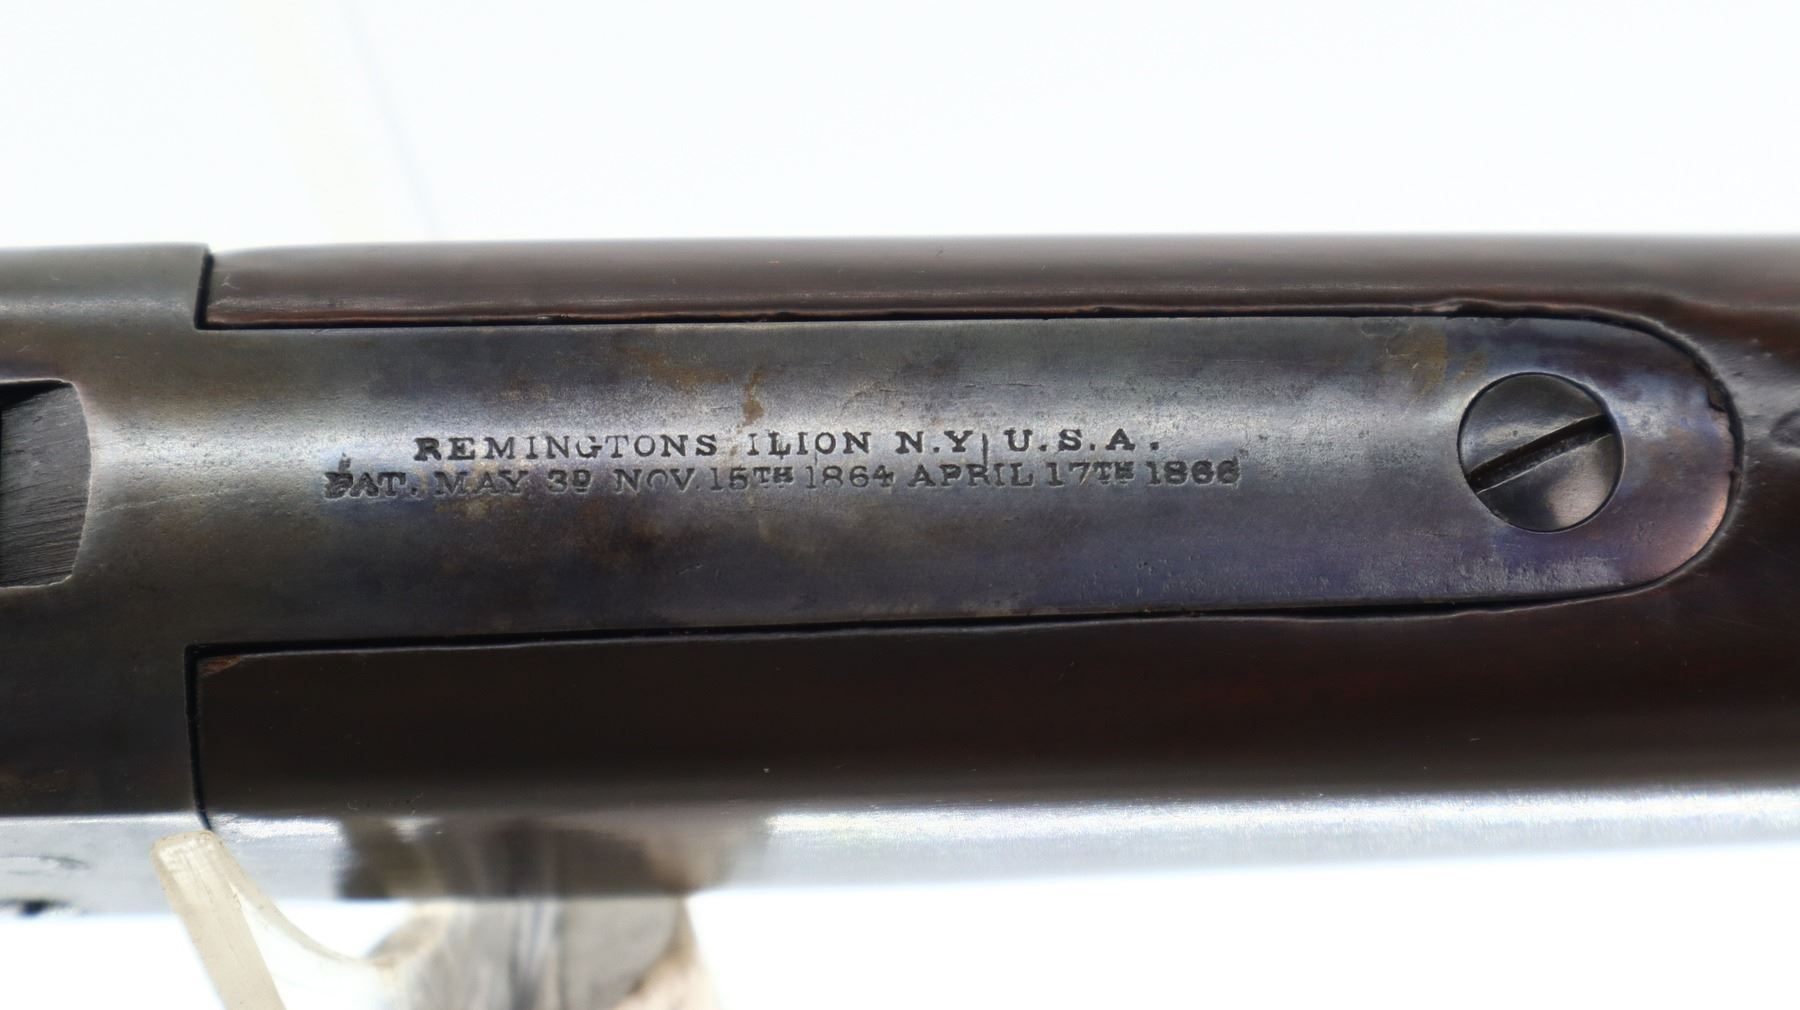 REMINGTONS ILION N.Y. U.S.A.
PAT. MAY 3D NOV. 15TH 1864 APRIL 17TH 1866